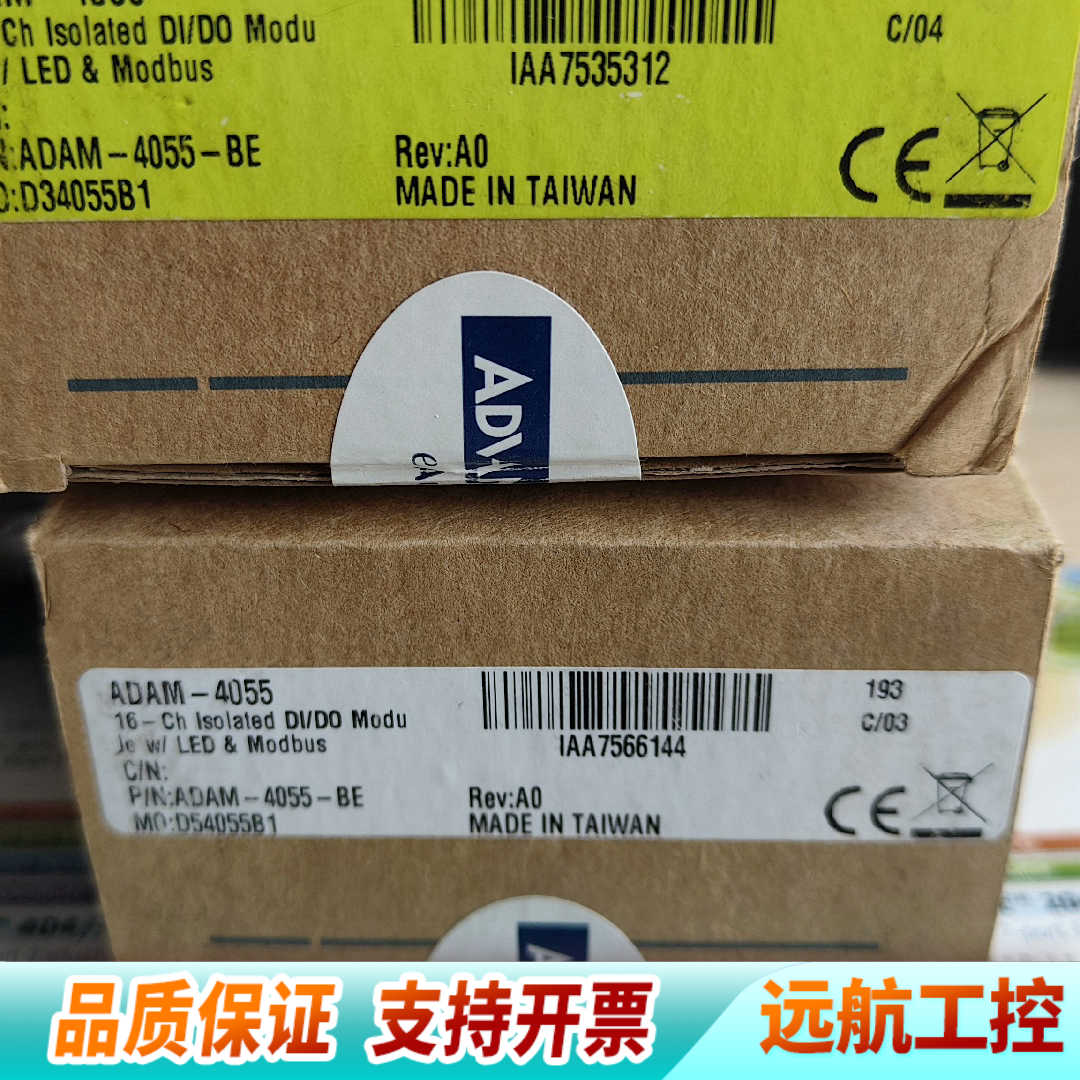 Ch Isolated DI/DO Modu
/ LED & Modbus
IAA7535312
C/04
:ADAM-4055-BE
:D34055B1
Rev:A0
MADE IN TAIWAN
CE
ADV
ADAM-4055
16-Ch Isolated DI/DO Modu
le w/ LED & Modbus
C/N:
P/N:ADAM-4055-BE
MO:D54055B1
IAA7566144
193
C/03
Rev:A0
MADE IN TAIWAN
CE
AD
品质保证 支持开票
远航工控